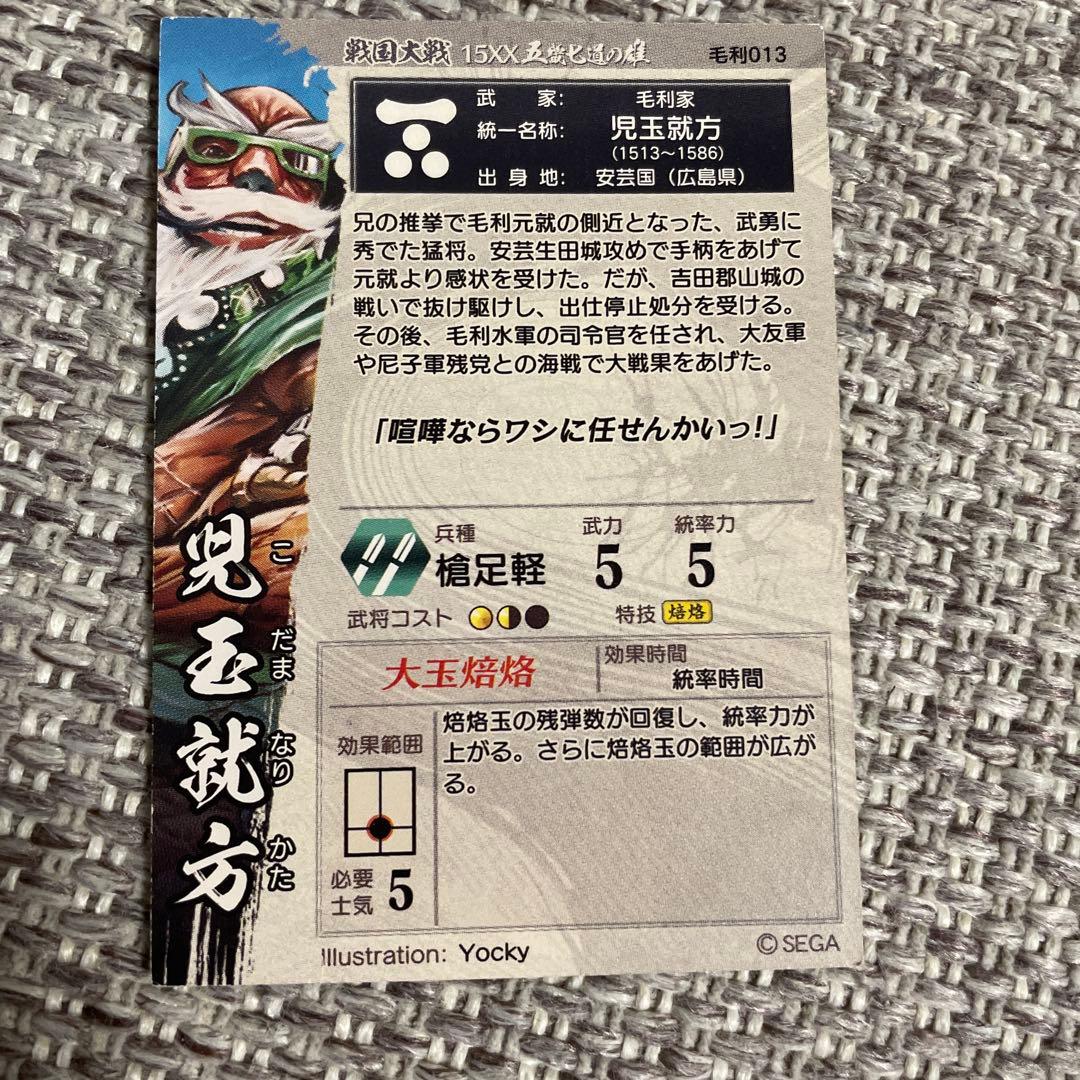 戦国大戦 15XX 五畿七道の雄 毛利013
武家: 毛利家
統一名称: 児玉就方
(1513〜1586)
出身地: 安芸国（広島県）
兄の推挙で毛利元就の側近となった、武勇に
秀でた猛将。安芸生田城攻めで手柄をあげて
元就より感状を受けた。だが、吉田郡山城の
戦いで抜け駆けし、出仕停止処分を受ける。
その後、毛利水軍の司令官を任され、大友軍
や尼子軍残党との海戦で大戦果をあげた。
「喧嘩ならワシに任せんかいっ!」
兵種 武力 統率力
槍足軽 5 5
武将コスト 特技 焙烙
大玉焙烙 効果時間
統率時間
効果範囲
焙烙玉の残弾数が回復し、統率力が
上がる。さらに焙烙玉の範囲が広が
る。
必要
士気 5
Illustration: Yocky
©SEGA
児玉就方
こだまなりかた